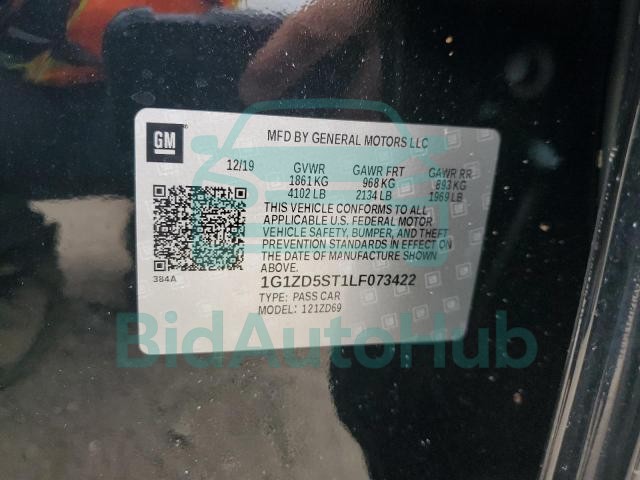 GM
MFD BY GENERAL MOTORS LLC
12/19 GVWR GAWR FRT GAWR RR
1861 KG 968 KG 893 KG
4102 LB 2134 LB 1969 LB
THIS VEHICLE CONFORMS TO ALL
APPLICABLE U.S. FEDERAL MOTOR
VEHICLE SAFETY, BUMPER, AND THEFT
PREVENTION STANDARDS IN EFFECT ON
THE DATE OF MANUFACTURE SHOWN
ABOVE.
384A
1G1ZD5ST1LF073422
TYPE: PASS CAR
MODEL: 121ZD69
BidAutoHub